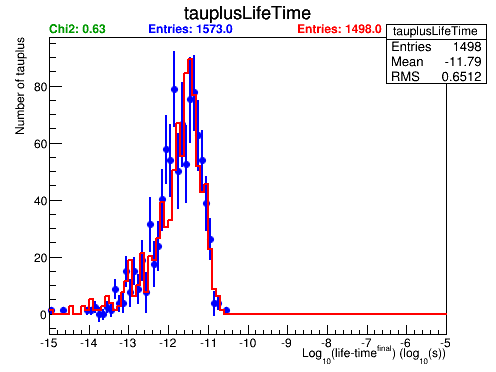 tauplusLifeTime
Chi2: 0.63 Entries: 1573.0 Entries: 1498.0
tauplusLifeTime
Entries 1498
Mean -11.79
RMS 0.6512
Number of tauplus
80
60
40
20
0
-15 -14 -13 -12 -11 -10 -9 -8 -7 -6 -5
Log10(life-time^final) (log10(s))